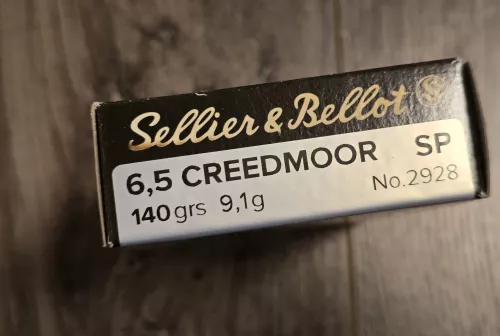 Sellier & Bellot
6,5 CREEDMOOR SP
140 grs 9,1g No.2928